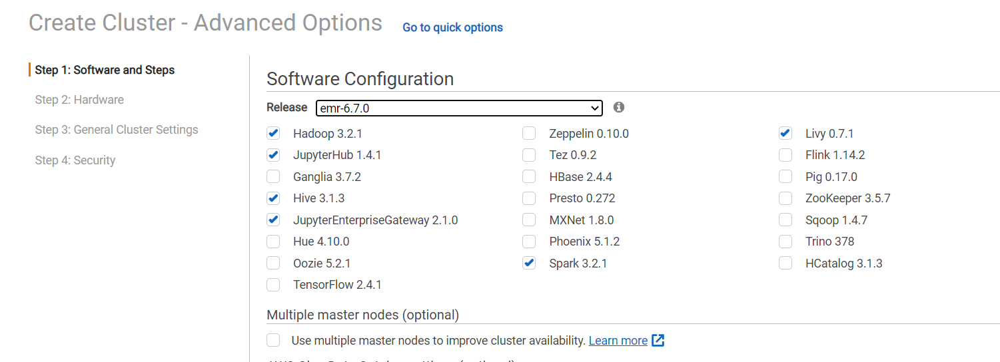 Create Cluster - Advanced Options Go to quick options
Step 1: Software and Steps
Step 2: Hardware
Step 3: General Cluster Settings
Step 4: Security
Software Configuration
Release emr-6.7.0
Hadoop 3.2.1 Zeppelin 0.10.0 Livy 0.7.1
JupyterHub 1.4.1 Tez 0.9.2 Flink 1.14.2
Ganglia 3.7.2 HBase 2.4.4 Pig 0.17.0
Hive 3.1.3 Presto 0.272 ZooKeeper 3.5.7
JupyterEnterpriseGateway 2.1.0 MXNet 1.8.0 Sqoop 1.4.7
Hue 4.10.0 Phoenix 5.1.2 Trino 378
Oozie 5.2.1 Spark 3.2.1 HCatalog 3.1.3
TensorFlow 2.4.1
Multiple master nodes (optional)
Use multiple master nodes to improve cluster availability. Learn more